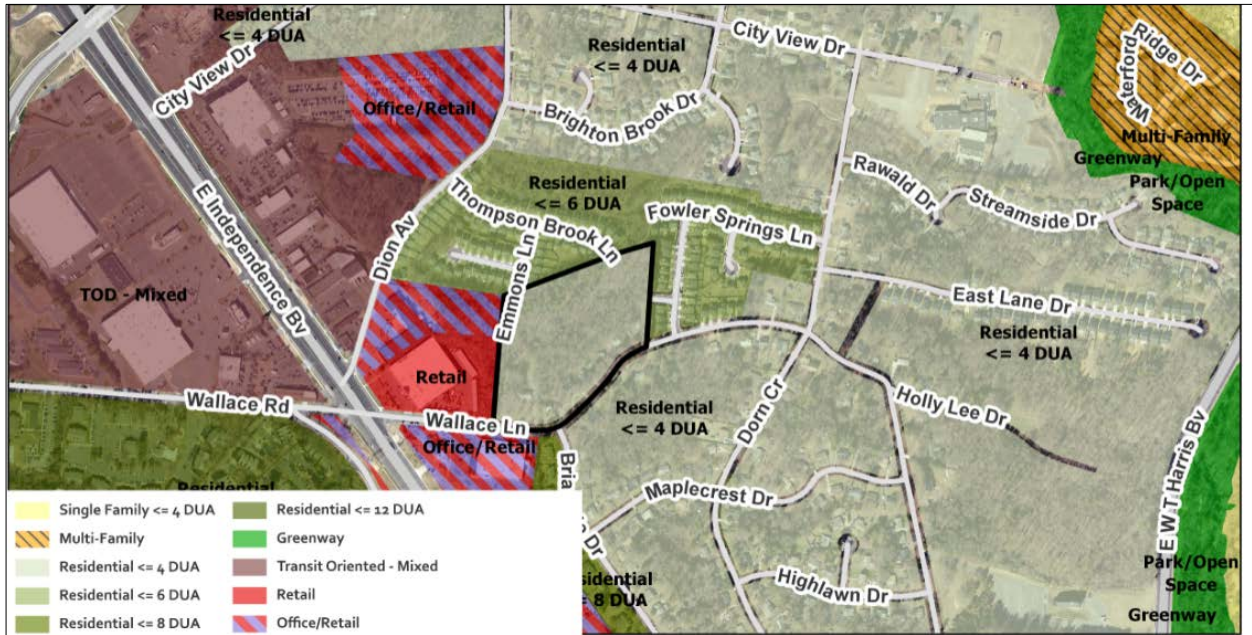 Residential
<= 4 DUA
City View Dr
Office/Retail
Residential
<= 4 DUA
City View Dr
Brighton Brook Dr
Ridge Dr
Waterford
Multi-Family
Greenway
Park/Open
Space
E Independence Bv
Dion Av
Thompson Brook Ln
Residential
<= 6 DUA
Fowler Springs Ln
Rawald Dr
Streamside Dr
TOD - Mixed
Emmons Ln
East Lane Dr
Residential
<= 4 DUA
Retail
Wallace Rd
Wallace Ln
Office/Retail
Residential
<= 4 DUA
Dorn Cr
Holly Lee Dr
E W T Harris Bv
Maplecrest Dr
Highlawn Dr
Dr
Residential
8 DUA
Park/Open
Space
Greenway
Residential
Single Family <= 4 DUA
Multi-Family
Residential <= 4 DUA
Residential <= 6 DUA
Residential <= 8 DUA
Residential <= 12 DUA
Greenway
Transit Oriented - Mixed
Retail
Office/Retail